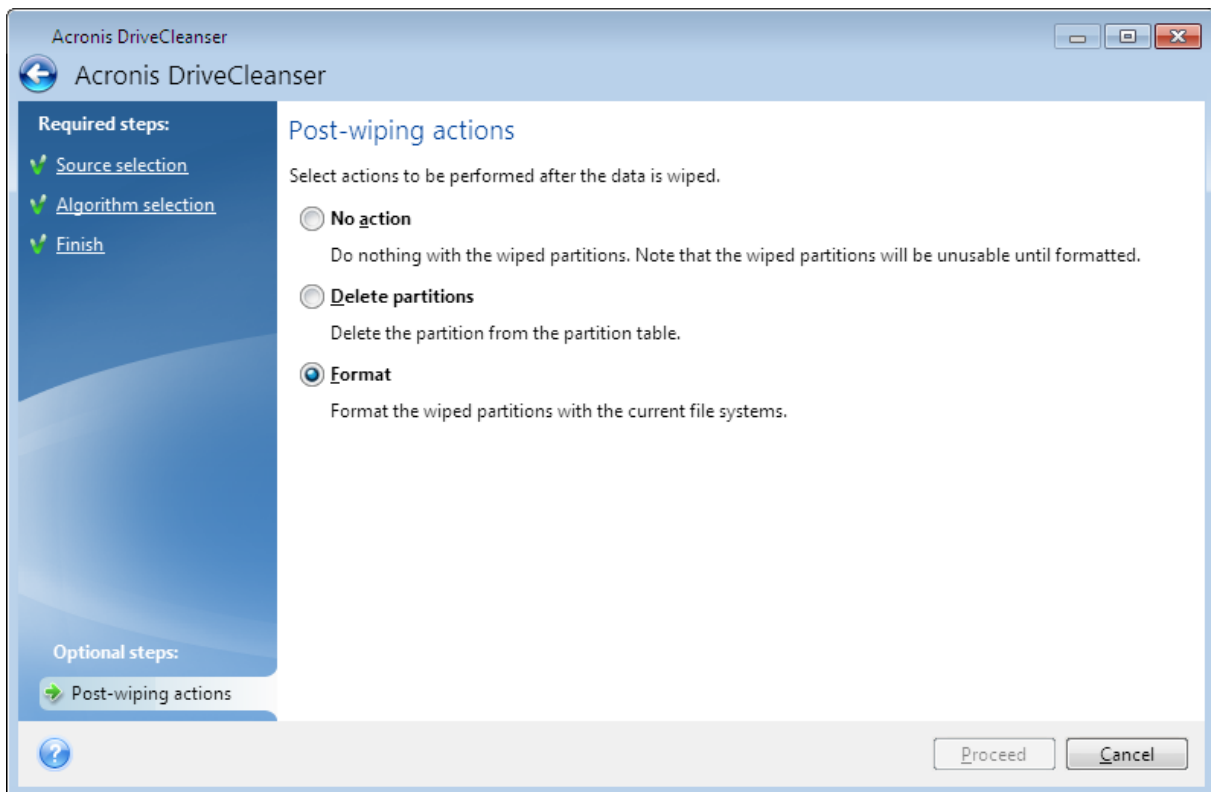 Acronis DriveCleanser
Acronis DriveCleanser
Required steps:
Source selection
Algorithm selection
Finish
Optional steps:
Post-wiping actions
Post-wiping actions
Select actions to be performed after the data is wiped.
No action
Do nothing with the wiped partitions. Note that the wiped partitions will be unusable until formatted.
Delete partitions
Delete the partition from the partition table.
Format
Format the wiped partitions with the current file systems.
?
Proceed
Cancel